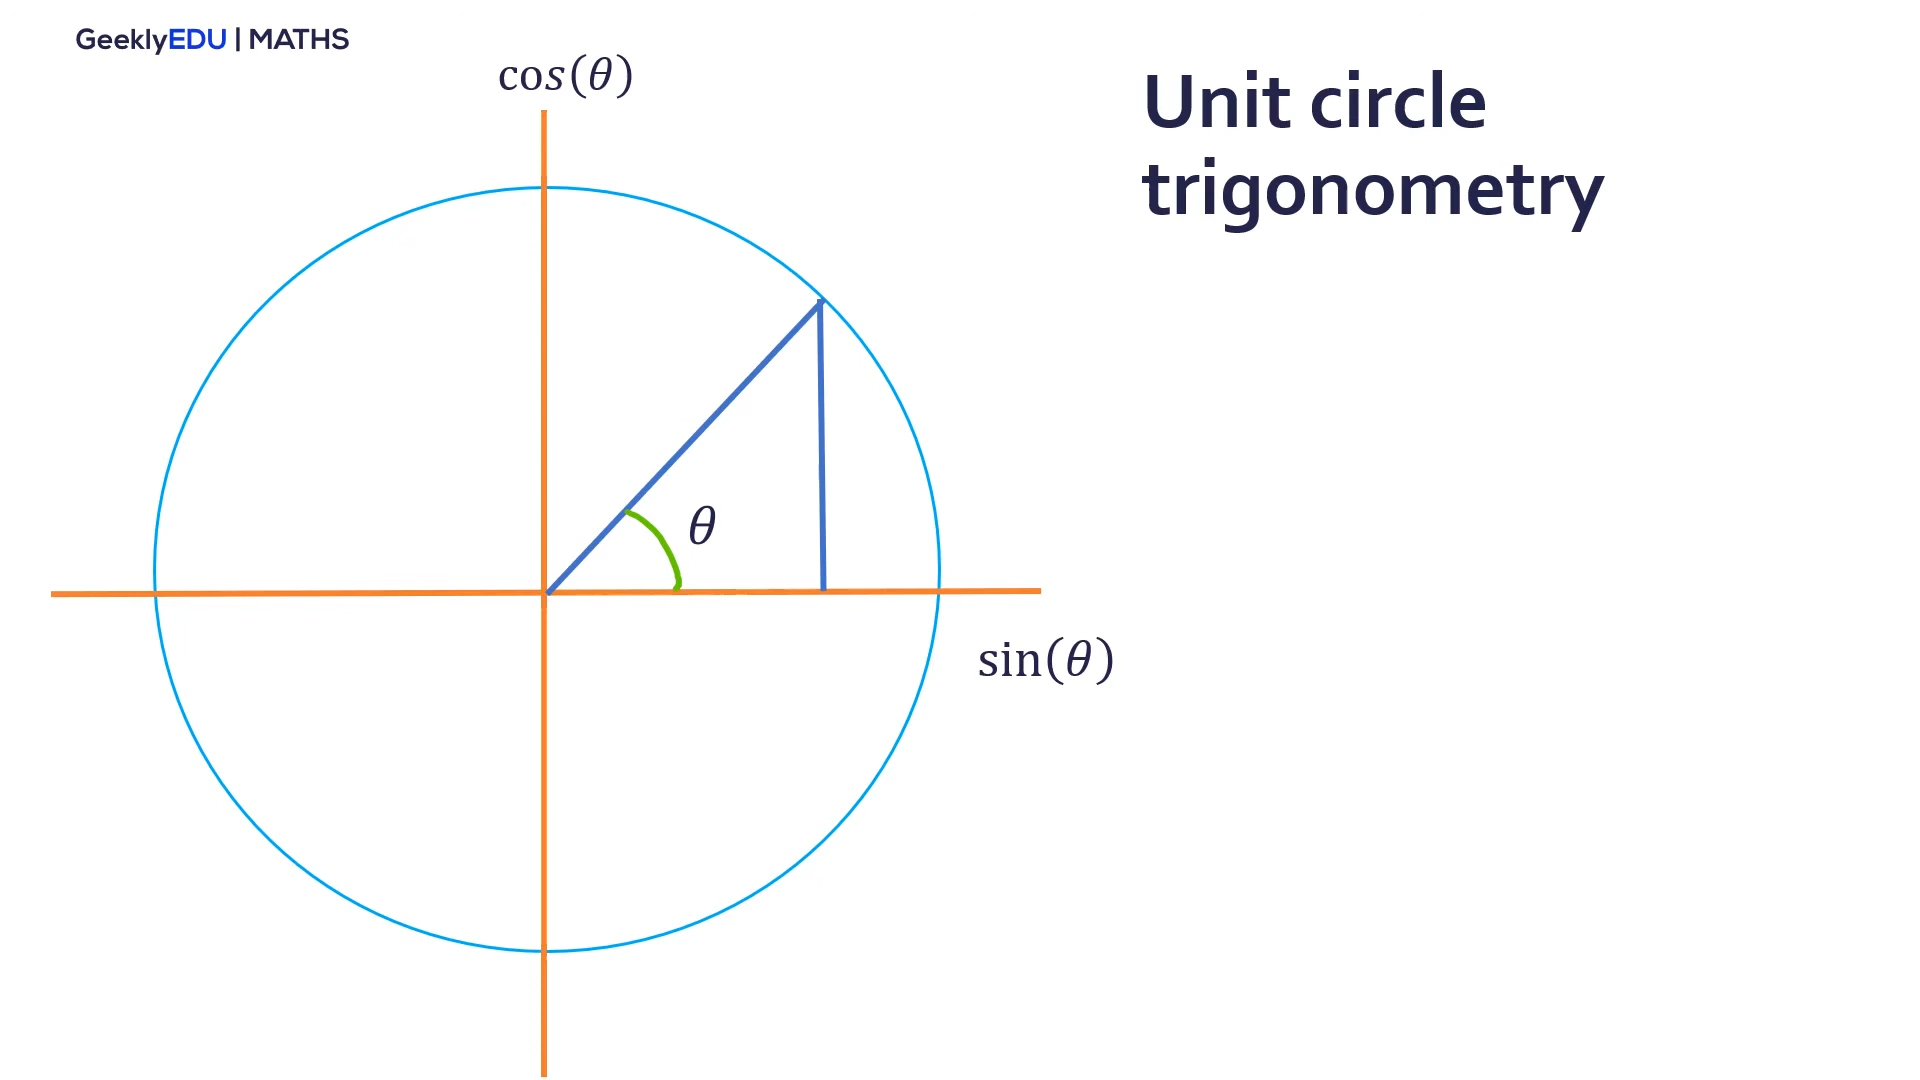 GeeklyEDU | MATHS
cos(θ)
Unit circle
trigonometry
θ
sin(θ)